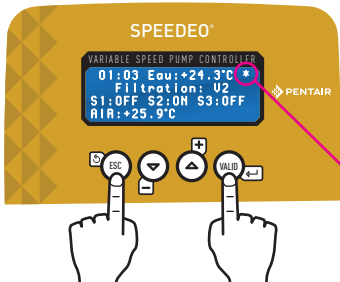 SPEEDEO®
VARIABLE SPEED PUMP CONTROLLER
01:03 Eau:+24.3°C *
Filtration: V2
S1:OFF S2:ON S3:OFF
AIR:+25.9°C
PENTAIR
+
ESC
VALID
−